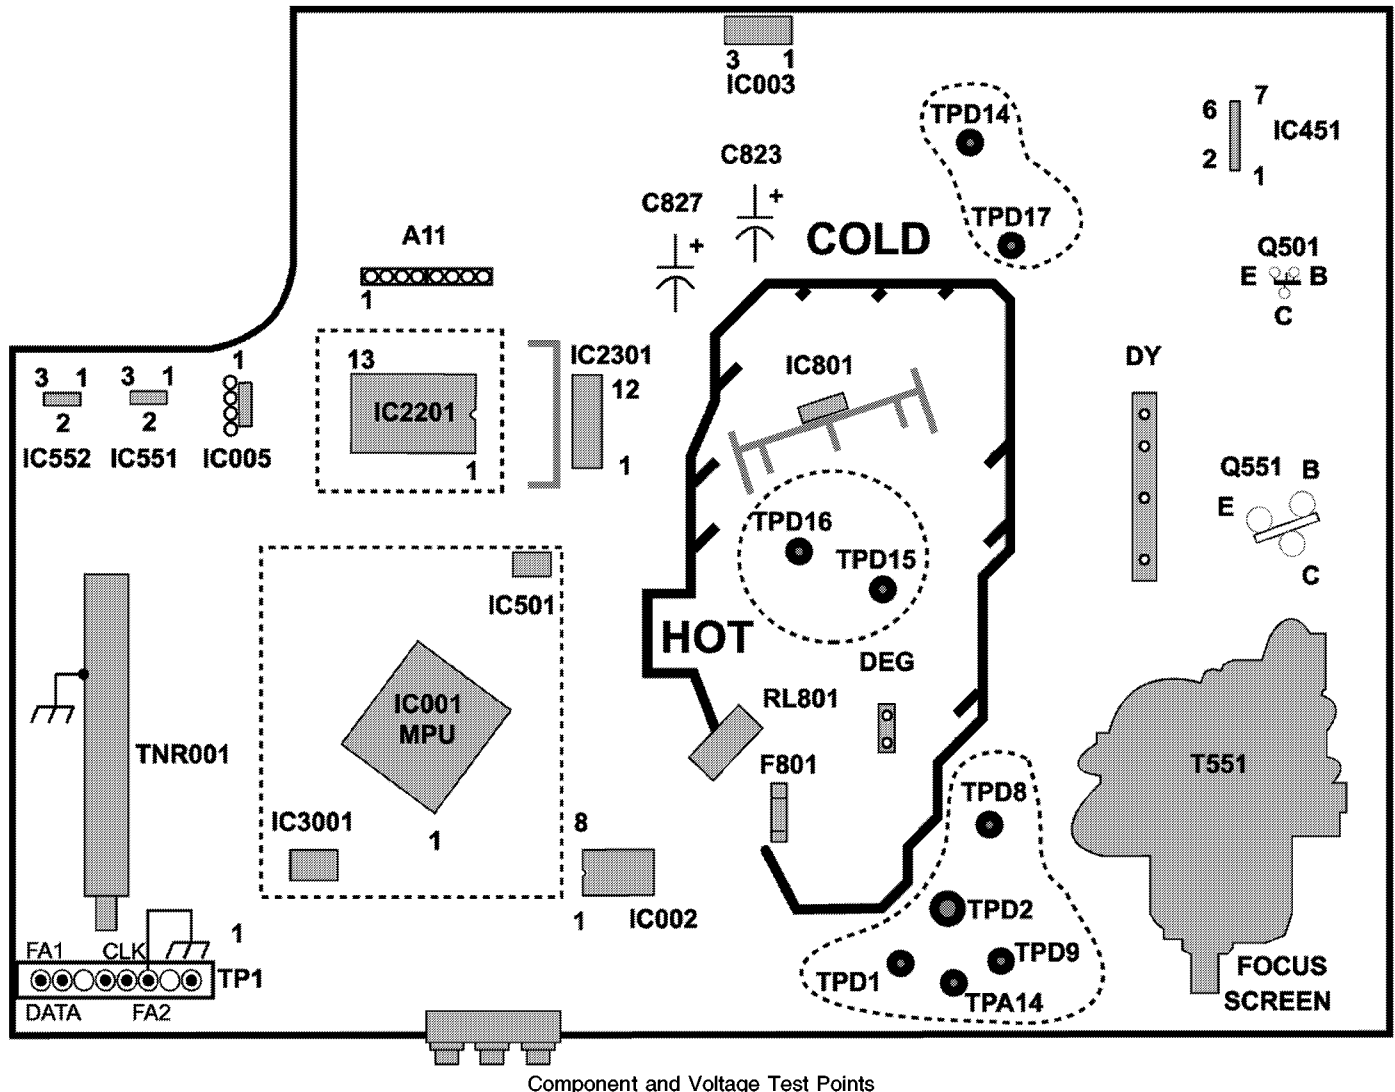 3 1
IC003
TPD14
7
6
IC451
2
1
C823
+
C827
+
TPD17
COLD
A11
1
Q501
E B
C
IC2301
12
1
DY
13
IC2201
1
IC801
3 1
2
IC552
3 1
2
IC551
1
IC005
Q551 B
E
C
TPD16
TPD15
IC501
HOT
DEG
RL801
IC001
MPU
1
TNR001
F801
T551
TPD8
IC3001
8
1 IC002
TPD2
1
FA1 CLK
TP1
DATA FA2
TPD9
TPD1
TPA14
FOCUS
SCREEN
Component and Voltage Test Points